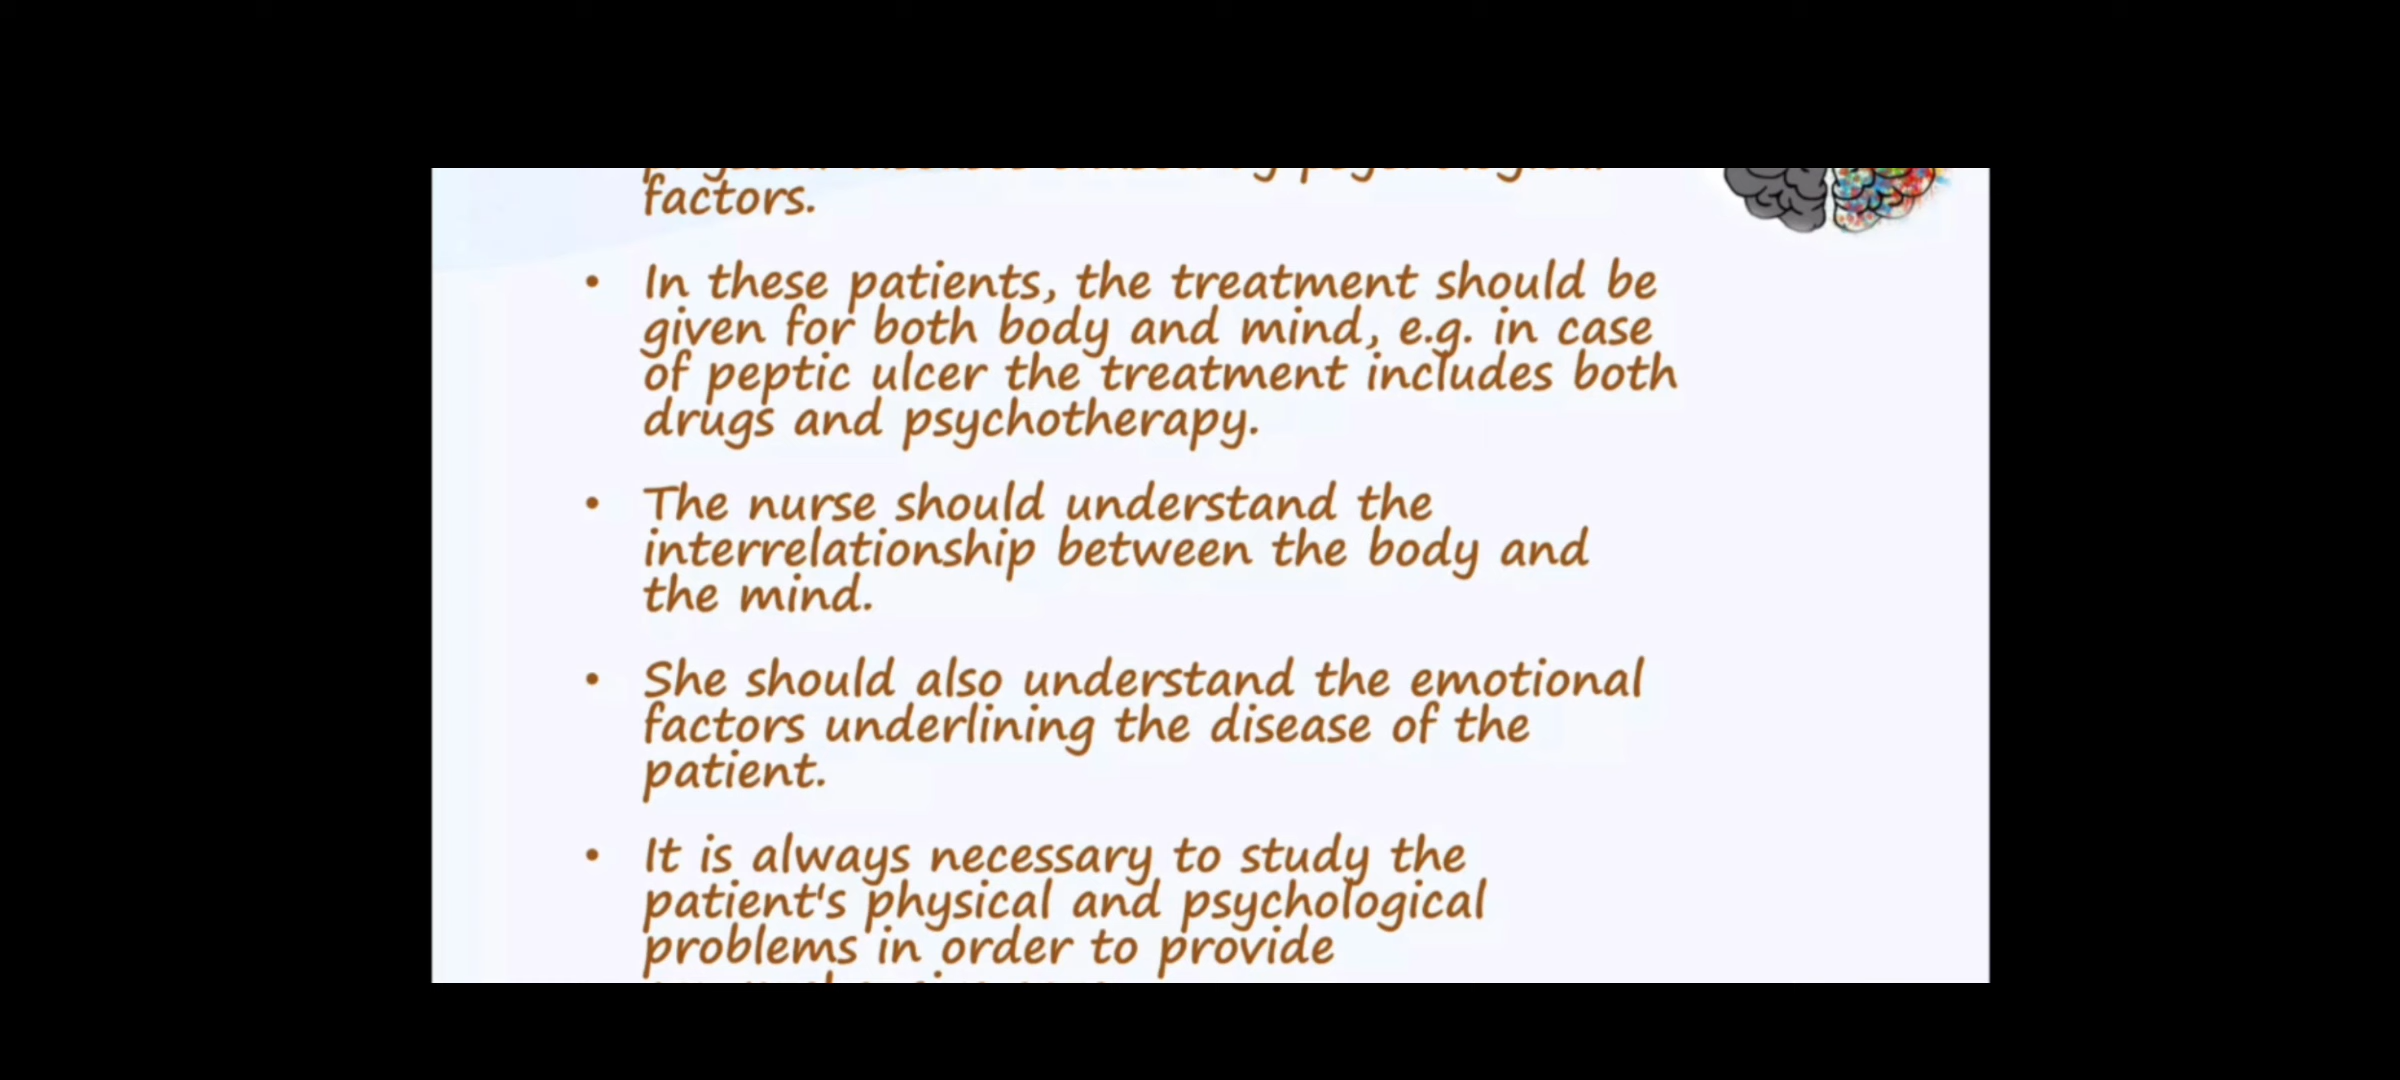 factors.
• In these patients, the treatment should be
given for both body and mind, e.g. in case
of peptic ulcer the treatment includes both
drugs and psychotherapy.
• The nurse should understand the
interrelationship between the body and
the mind.
• She should also understand the emotional
factors underlining the disease of the
patient.
• It is always necessary to study the
patient's physical and psychological
problems in order to provide